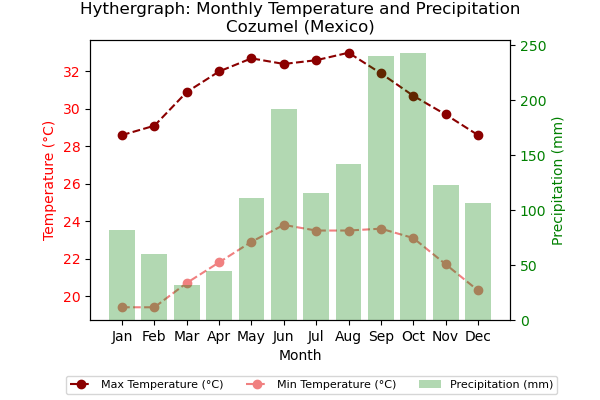 Hythergraph: Monthly Temperature and Precipitation
Cozumel (Mexico)
Temperature (°C)
32
30
28
26
24
22
20
250
200
150
100
50
0
Precipitation (mm)
Jan Feb Mar Apr May Jun Jul Aug Sep Oct Nov Dec
Month
Max Temperature (°C) Min Temperature (°C) Precipitation (mm)